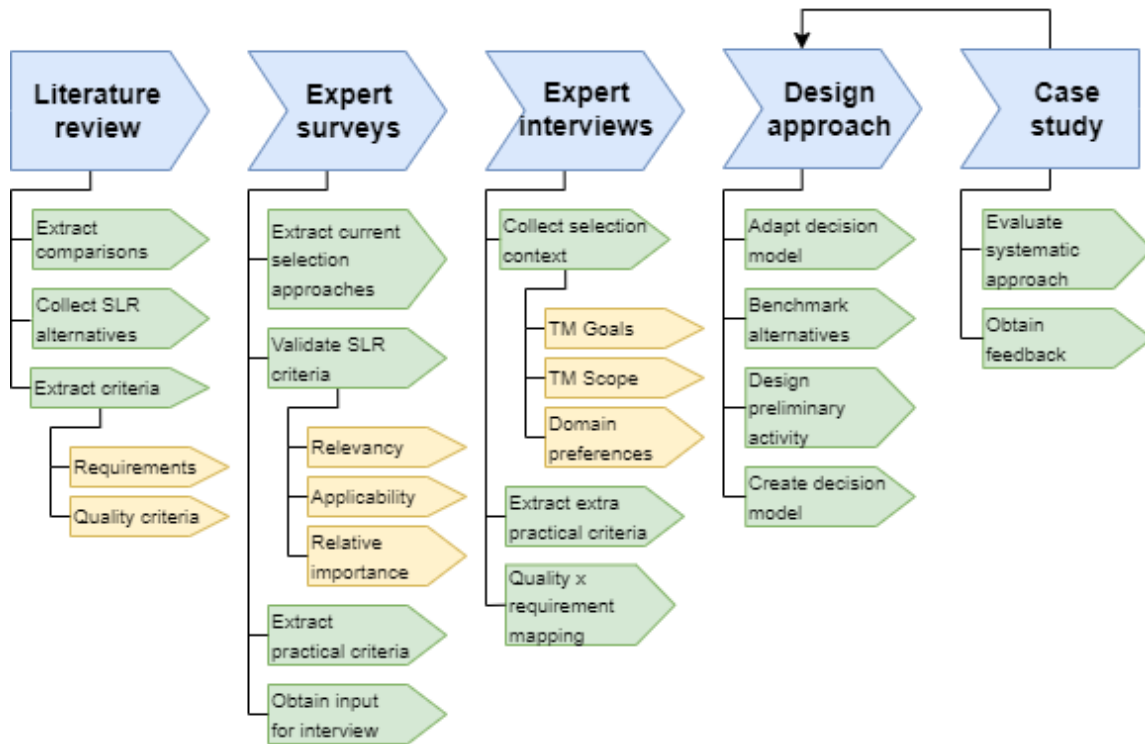 Literature
review
Expert
surveys
Expert
interviews
Design
approach
Case
study
Extract
comparisons
Collect SLR
alternatives
Extract criteria
Requirements
Quality criteria
Extract current
selection
approaches
Validate SLR
criteria
Relevancy
Applicability
Relative
importance
Extract
practical criteria
Obtain input
for interview
Collect selection
context
TM Goals
TM Scope
Domain
preferences
Extract extra
practical criteria
Quality x
requirement
mapping
Adapt decision
model
Benchmark
alternatives
Design
preliminary
activity
Create decision
model
Evaluate
systematic
approach
Obtain
feedback